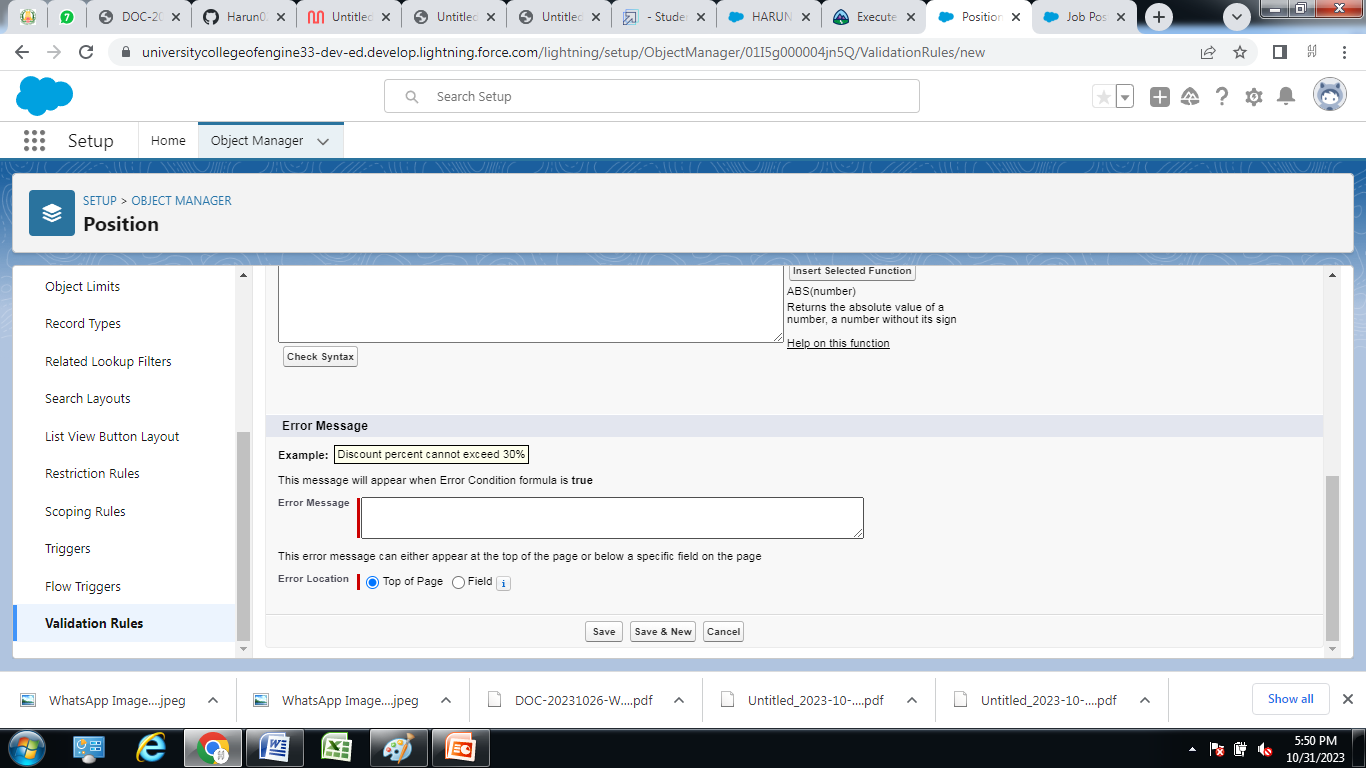 DOC-20
Harun0
Untitled
Untitled
Untitled
- Studen
HARUN
Execute
Position
Job Pos
universitycollegeofengine33-dev-ed.develop.lightning.force.com/lightning/setup/ObjectManager/01I5g000004jn5Q/ValidationRules/new
Search Setup
Setup
Home
Object Manager
SETUP > OBJECT MANAGER
Position
Object Limits
Record Types
Related Lookup Filters
Search Layouts
List View Button Layout
Restriction Rules
Scoping Rules
Triggers
Flow Triggers
Validation Rules
Insert Selected Function
ABS(number)
Returns the absolute value of a
number, a number without its sign
Help on this function
Check Syntax
Error Message
Example: Discount percent cannot exceed 30%
This message will appear when Error Condition formula is true
Error Message
This error message can either appear at the top of the page or below a specific field on the page
Error Location Top of Page Field i
Save Save & New Cancel
WhatsApp Image....jpeg
WhatsApp Image....jpeg
DOC-20231026-W....pdf
Untitled_2023-10-....pdf
Untitled_2023-10-....pdf
Show all
5:50 PM
10/31/2023